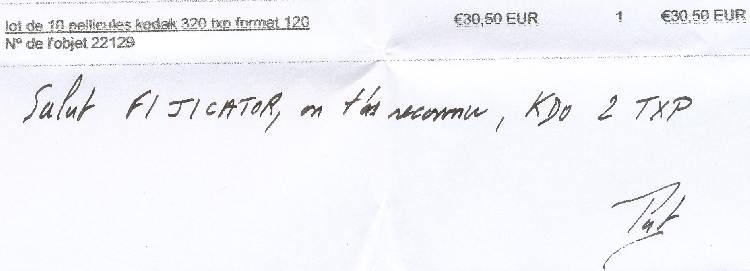 lot de 10 pellicules kodak 320 txp format 120 €30,50 EUR 1 €30,50 EUR
N° de l'objet 22129
Salut FIJICATOR, on t'as reconnu, KDO 2 TXP